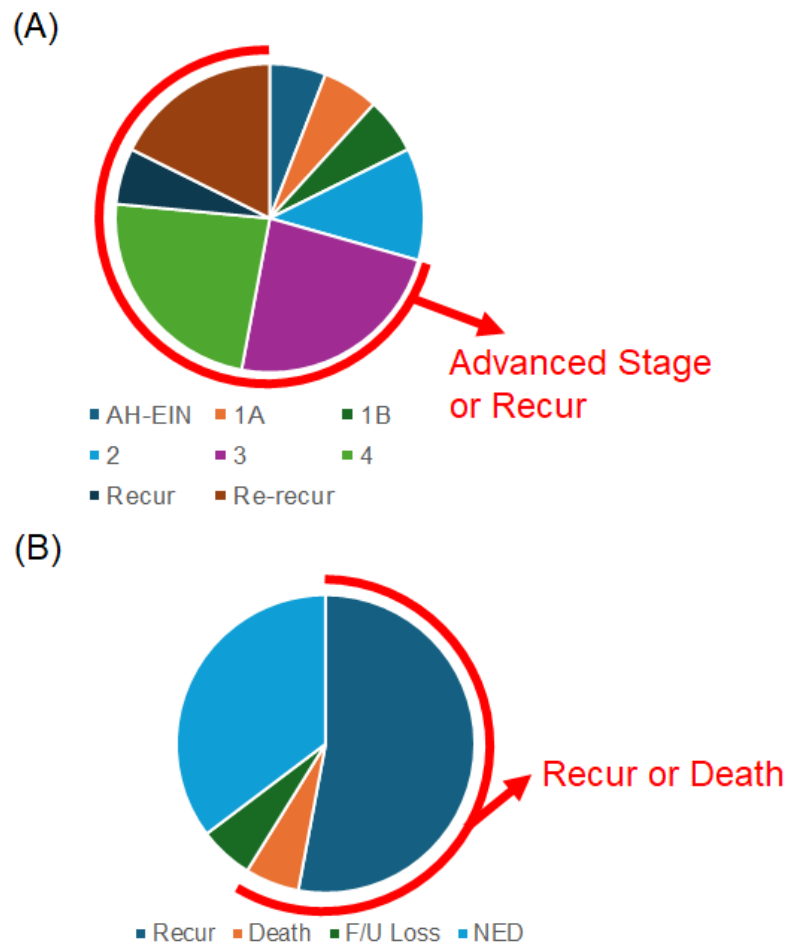 (A)
Advanced Stage
or Recur
AH-EIN 1A 1B
2 3 4
Recur Re-recur
(B)
Recur or Death
Recur Death F/U Loss NED